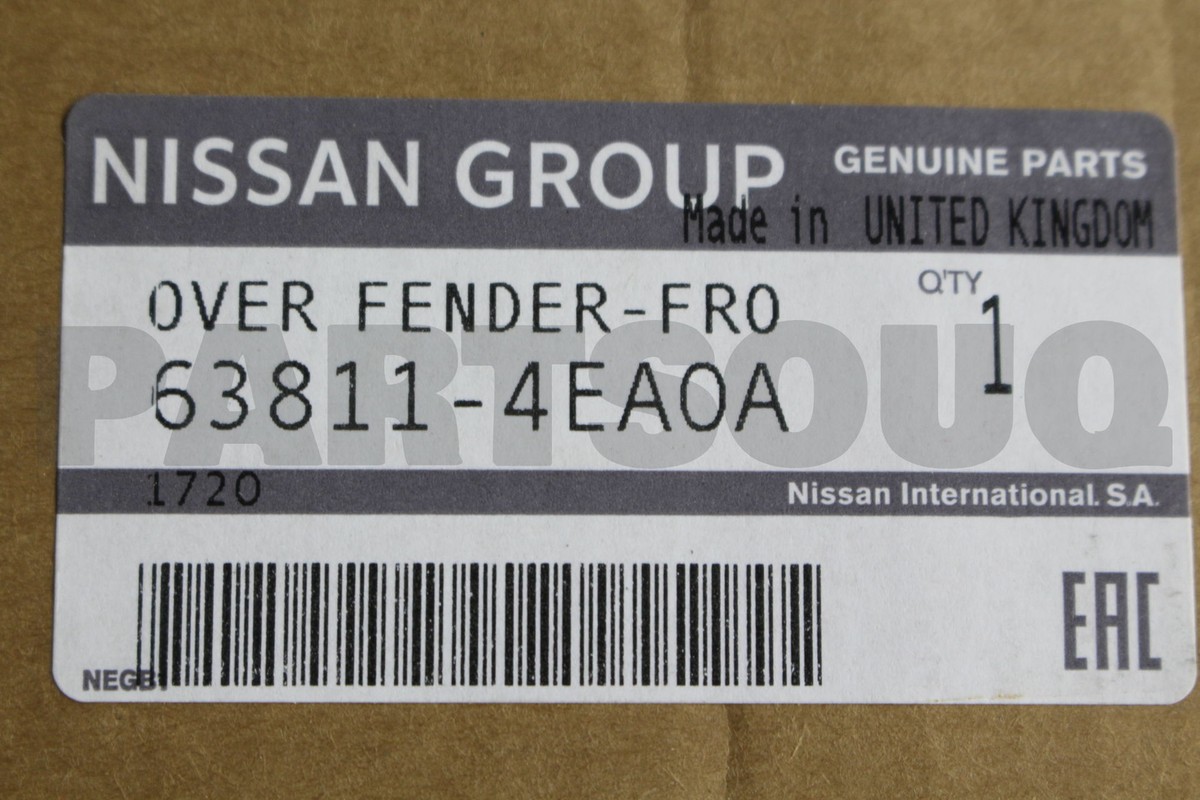 NISSAN GROUP GENUINE PARTS
Made in UNITED KINGDOM
OVER FENDER-FRO Q'TY 1
PARTSOUQ
63811-4EA0A
1720 Nissan International. S.A.
NEGB1
EAC